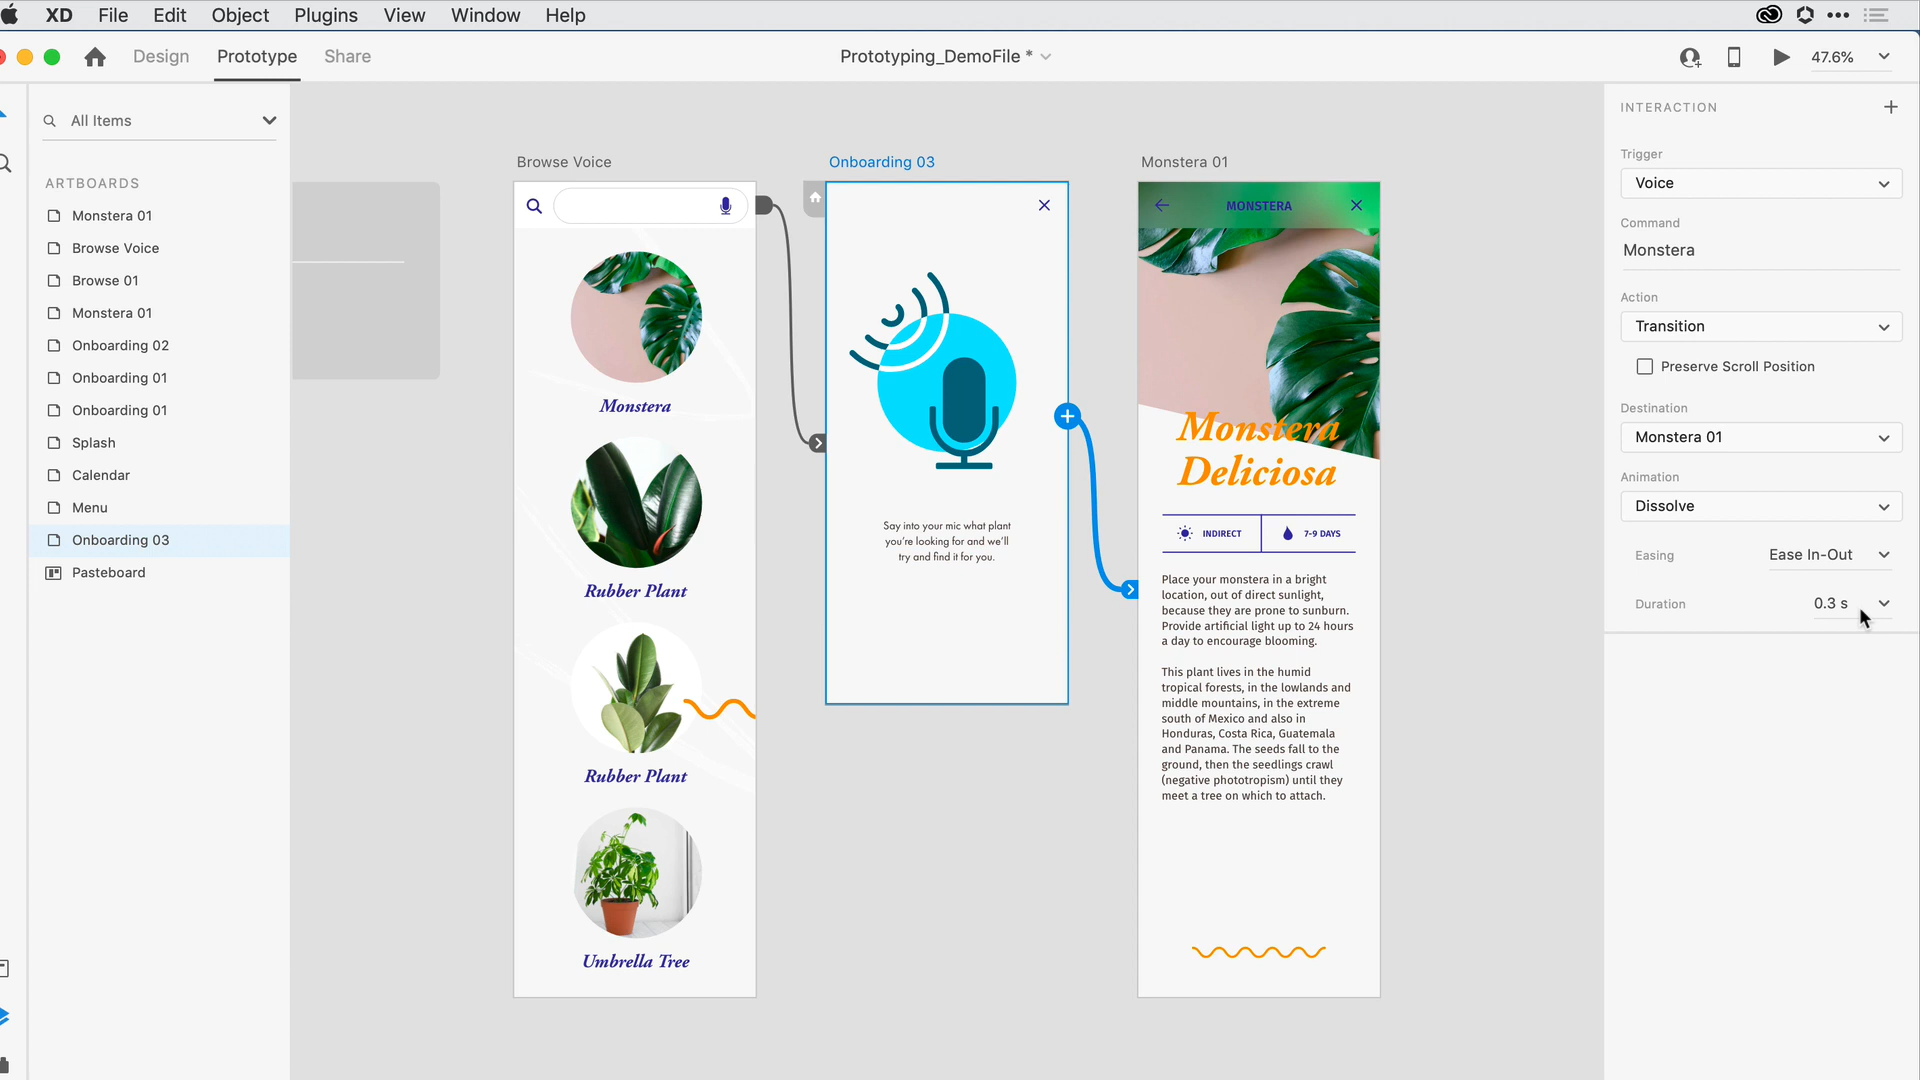 XD File Edit Object Plugins View Window Help
Design Prototype Share
Prototyping_DemoFile *
47.6%
All Items
ARTBOARDS
Monstera 01
Browse Voice
Browse 01
Monstera 01
Onboarding 02
Onboarding 01
Onboarding 01
Splash
Calendar
Menu
Onboarding 03
Pasteboard
Browse Voice
Monstera
Rubber Plant
Rubber Plant
Umbrella Tree
Onboarding 03
Say into your mic what plant
you're looking for and we'll
try and find it for you.
Monstera 01
MONSTERA
Monstera
Deliciosa
INDIRECT
7-9 DAYS
Place your monstera in a bright
location, out of direct sunlight,
because they are prone to sunburn.
Provide artificial light up to 24 hours
a day to encourage blooming.
This plant lives in the humid
tropical forests, in the lowlands and
middle mountains, in the extreme
south of Mexico and also in
Honduras, Costa Rica, Guatemala
and Panama. The seeds fall to the
ground, then the seedlings crawl
(negative phototropism) until they
meet a tree on which to attach.
INTERACTION
Trigger
Voice
Command
Monstera
Action
Transition
Preserve Scroll Position
Destination
Monstera 01
Animation
Dissolve
Easing
Ease In-Out
Duration
0.3 s